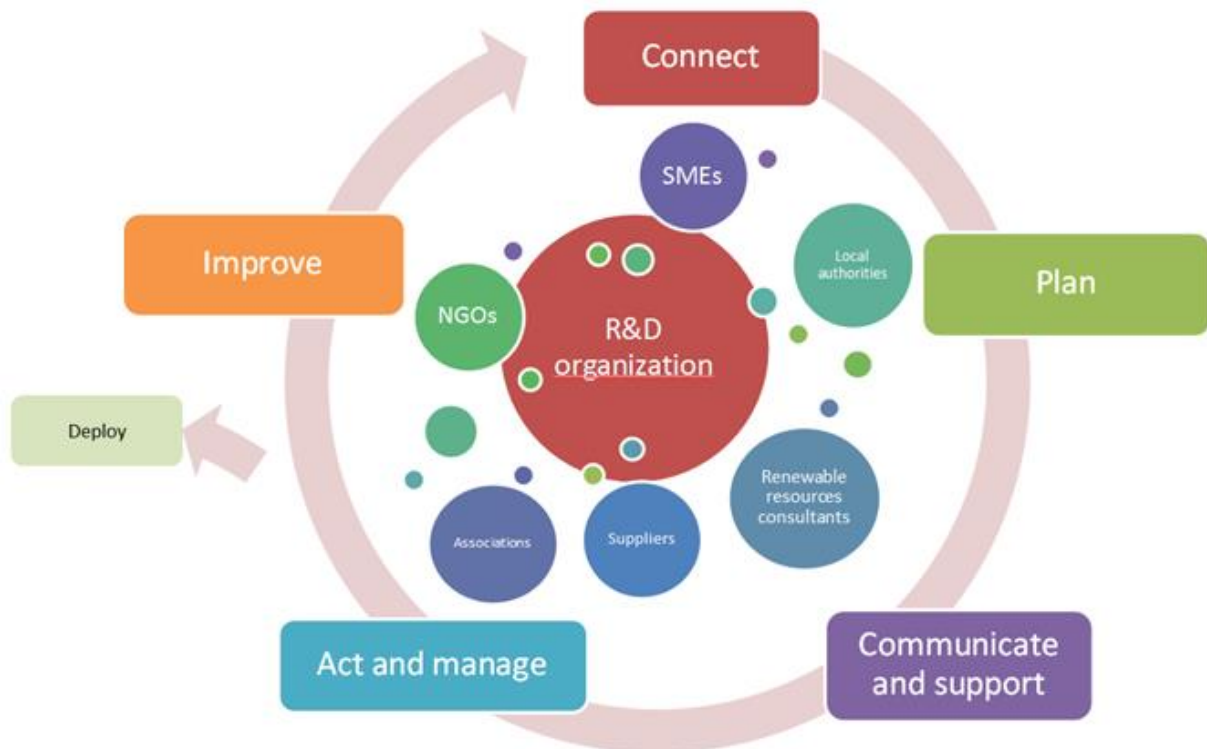 Connect
SMEs
Local
authorities
Improve
Plan
NGOs
R&D
organization
Deploy
Renewable
resources
consultants
Associations
Suppliers
Act and manage
Communicate
and support